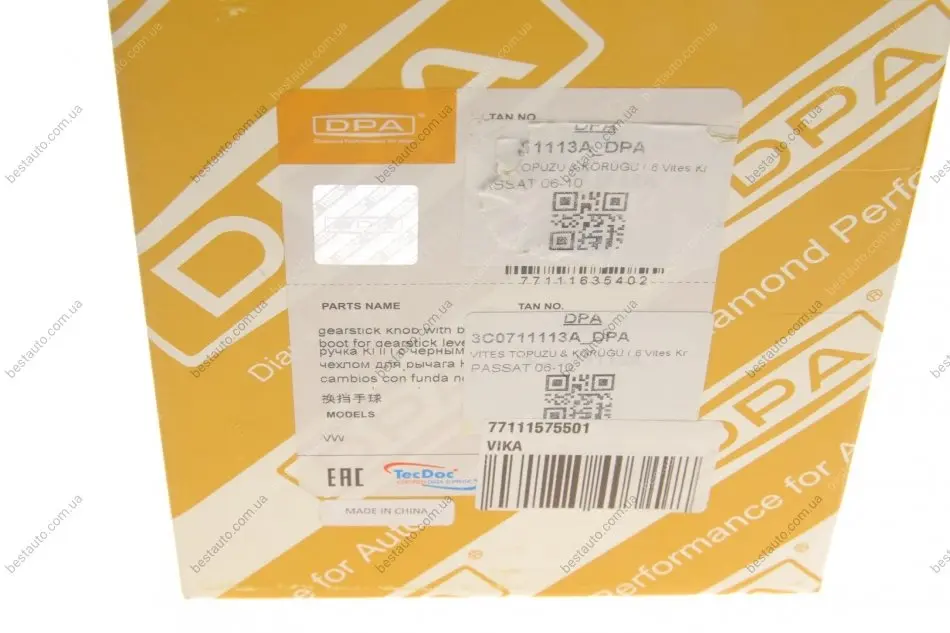 DPA
TAN NO.
DPA
1113A_DPA
TOPUZU & KÖRÜĞÜ ( 6 Vites Kr
PASSAT 06-10
77111635402
PARTS NAME
TAN NO.
gearstick knob with b
boot for gearstick leve
чехлом для рычага
cambios con funda
换挡手球
MODELS
VW
DPA
3C0711113A_DPA
VITES TOPUZU & KÖRÜĞÜ ( 6 Vites Kr
PASSAT 06-10
77111575501
VIKA
EAC
TecDoc
MADE IN CHINA
DPA
Diamond Performance for Auto
bestauto.com.ua